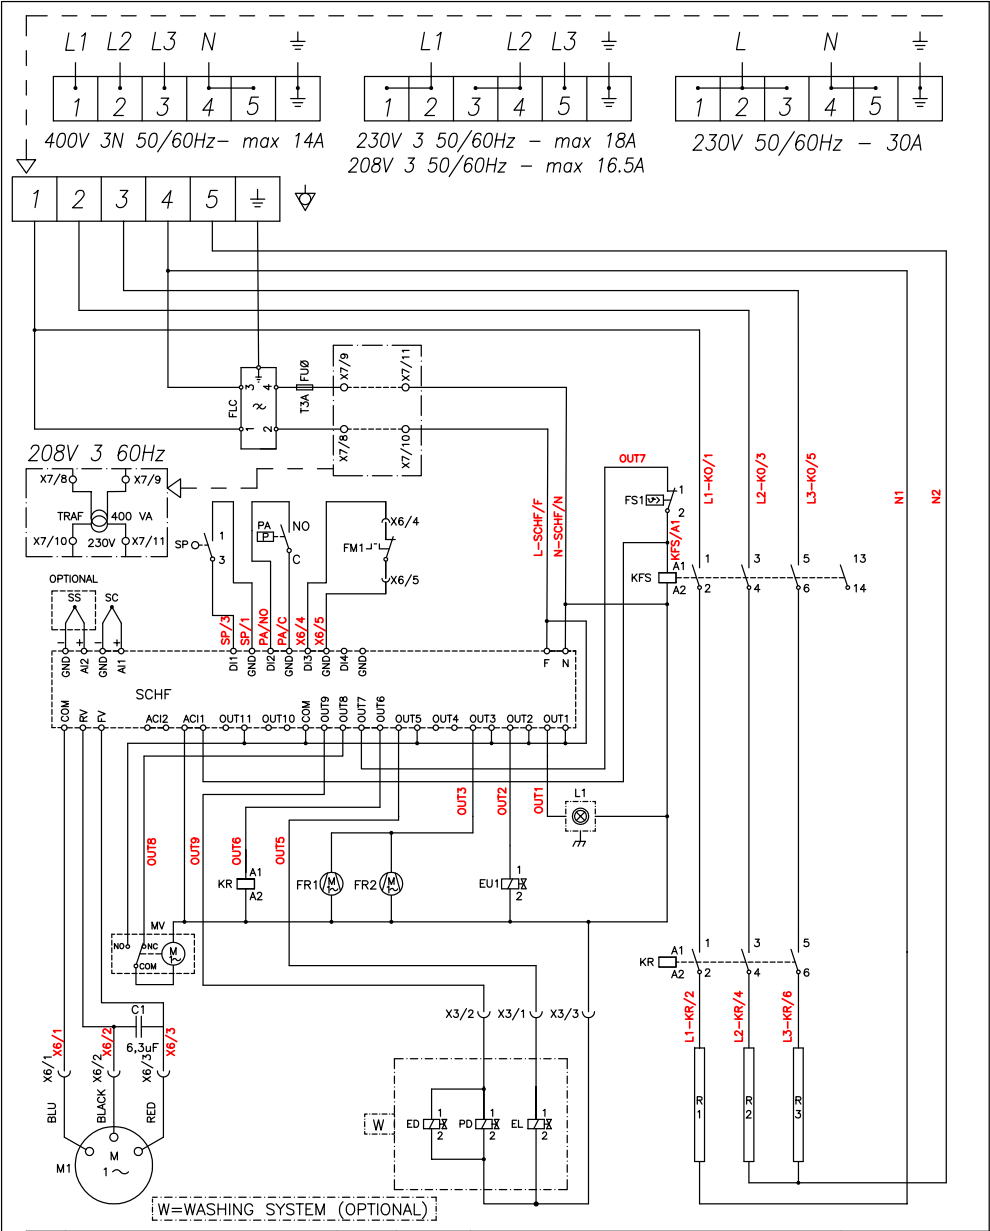 L1 L2 L3 N
1 2 3 4 5
400V 3N 50/60Hz- max 14A
L1 L2 L3
1 2 3 4 5
230V 3 50/60Hz - max 18A
208V 3 50/60Hz - max 16.5A
L N
1 2 3 4 5
230V 50/60Hz - 30A
1 2 3 4 5
FLC
3 4
1 2
~
FUØ
T3A
X7/9 X7/11
X7/8 X7/10
208V 3 60Hz
X7/8 X7/9
TRAF 400 VA
X7/10 230V X7/11
OPTIONAL
SS SC
- + - +
SP 1
3
PA NO
P
C
X6/4
FM1
X6/5
SP/3 SP/1 PA/NO PA/C X6/4 X6/5
L-SCHF/F
N-SCHF/N
OUT7
FS1 1
2
KFS/A1
KFS A1
A2
L1-K0/1 L2-K0/3 L3-K0/5
N1 N2
1 3 5 13
2 4 6 14
GND AI2 GND AI1 DI1 GND DI2 GND DI3 GND DI4 GND F N
SCHF
COM RV FV ACI2 ACI1 OUT11 OUT10 COM OUT9 OUT8 OUT7 OUT6 OUT5 OUT4 OUT3 OUT2 OUT1
OUT8 OUT9 OUT6 OUT5 OUT3 OUT2 OUT1
L1
KR A1
A2
FR1 M
~
FR2 M
~
EU1 1
2
MV
NO NC
COM
M
1~
KR A1
A2
1 3 5
2 4 6
L1-KR/2 L2-KR/4 L3-KR/6
X3/2 X3/1 X3/3
C1
6,3uF
X6/1 X6/2 X6/3
X6/1 X6/2 X6/3
BLU BLACK RED
M1
M
1~
W
ED 1
2
PD 1
2
EL 1
2
R1 R2 R3
W=WASHING SYSTEM (OPTIONAL)